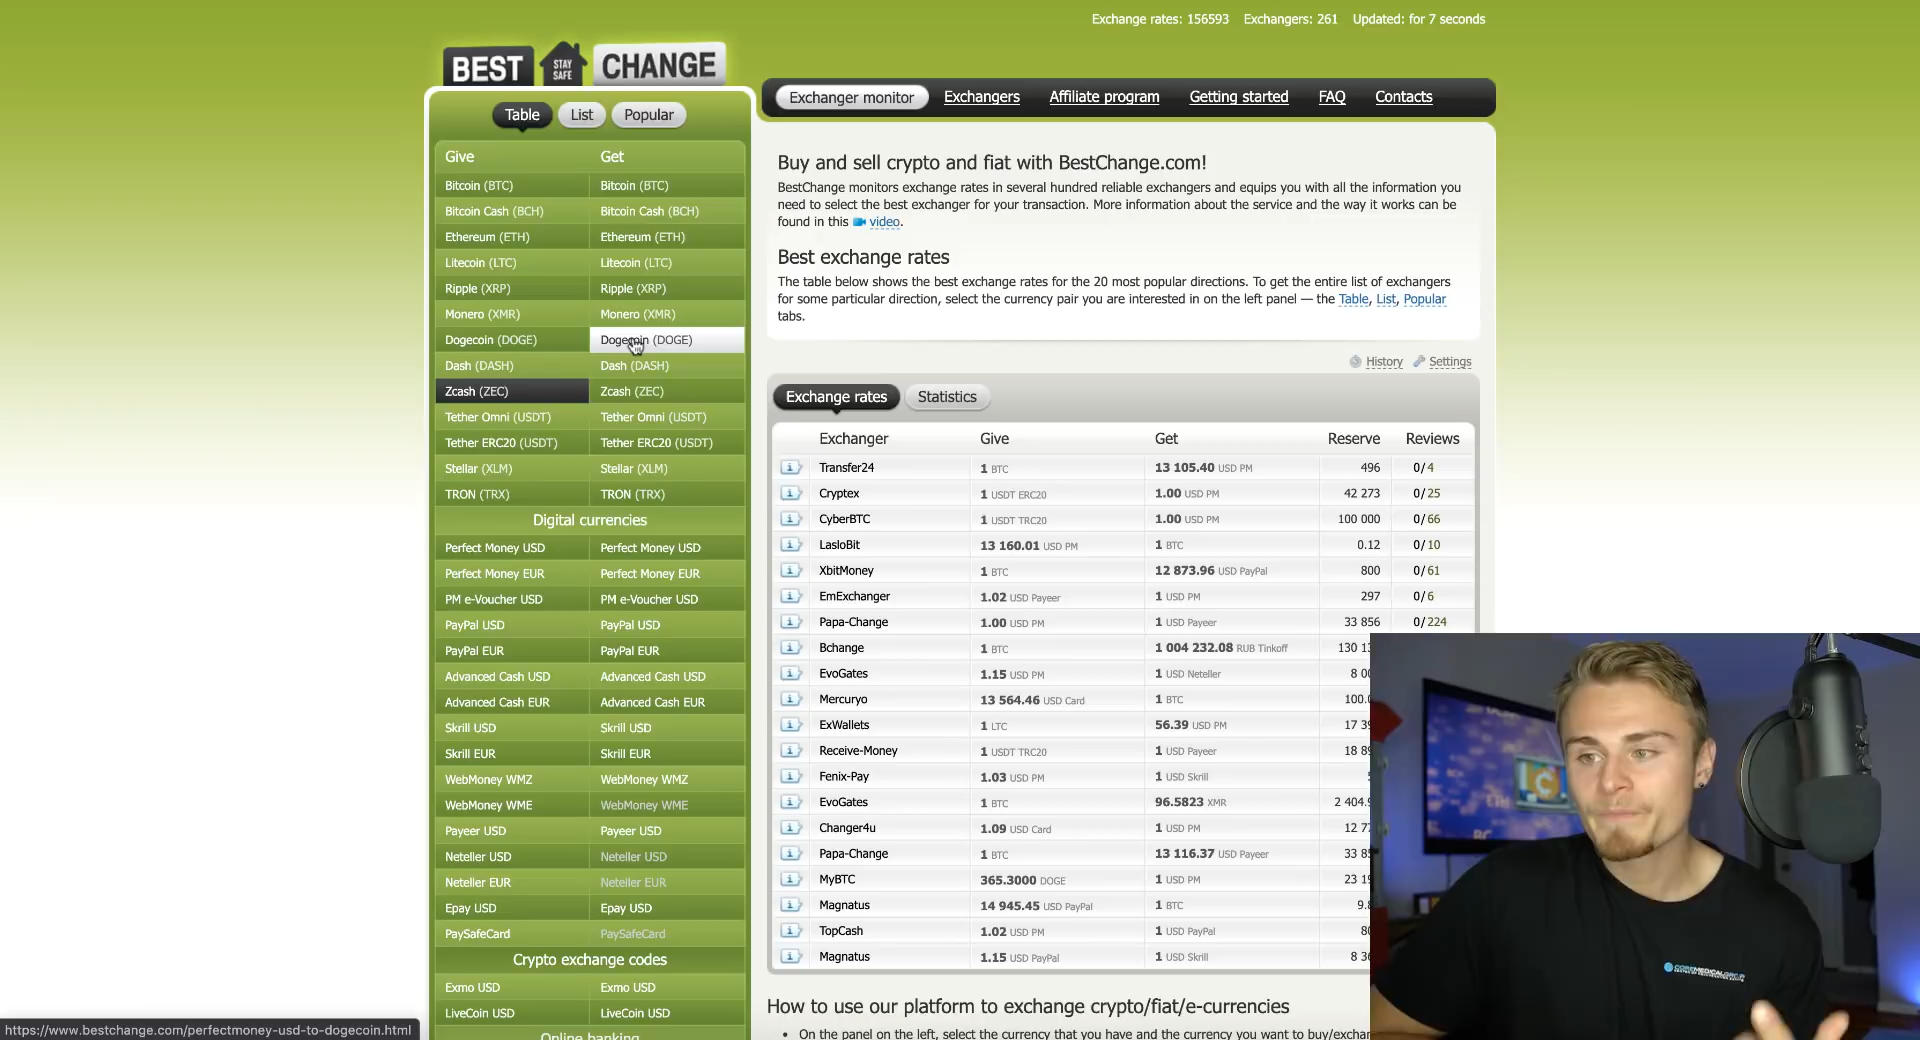 Exchange rates: 156593 Exchangers: 261 Updated: for 7 seconds
BEST STAY SAFE CHANGE
Exchanger monitor Exchangers Affiliate program Getting started FAQ Contacts
Table List Popular
Give Get
Bitcoin (BTC) Bitcoin (BTC)
Bitcoin Cash (BCH) Bitcoin Cash (BCH)
Ethereum (ETH) Ethereum (ETH)
Litecoin (LTC) Litecoin (LTC)
Ripple (XRP) Ripple (XRP)
Monero (XMR) Monero (XMR)
Dogecoin (DOGE) Dogecoin (DOGE)
Dash (DASH) Dash (DASH)
Zcash (ZEC) Zcash (ZEC)
Tether Omni (USDT) Tether Omni (USDT)
Tether ERC20 (USDT) Tether ERC20 (USDT)
Stellar (XLM) Stellar (XLM)
TRON (TRX) TRON (TRX)
Digital currencies
Perfect Money USD Perfect Money USD
Perfect Money EUR Perfect Money EUR
PM e-Voucher USD PM e-Voucher USD
PayPal USD PayPal USD
PayPal EUR PayPal EUR
Advanced Cash USD Advanced Cash USD
Advanced Cash EUR Advanced Cash EUR
Skrill USD Skrill USD
Skrill EUR Skrill EUR
WebMoney WMZ WebMoney WMZ
WebMoney WME WebMoney WME
Payeer USD Payeer USD
Neteller USD Neteller USD
Neteller EUR Neteller EUR
Epay USD Epay USD
PaySafeCard PaySafeCard
Crypto exchange codes
Exmo USD Exmo USD
LiveCoin USD LiveCoin USD
Online banking
Buy and sell crypto and fiat with BestChange.com!
BestChange monitors exchange rates in several hundred reliable exchangers and equips you with all the information you
need to select the best exchanger for your transaction. More information about the service and the way it works can be
found in this video.
Best exchange rates
The table below shows the best exchange rates for the 20 most popular directions. To get the entire list of exchangers
for some particular direction, select the currency pair you are interested in on the left panel — the Table, List, Popular
tabs.
History Settings
Exchange rates Statistics
Exchanger Give Get Reserve Reviews
Transfer24 1 BTC 13 105.40 USD PM 496 0/4
Cryptex 1 USDT ERC20 1.00 USD PM 42 273 0/25
CyberBTC 1 USDT TRC20 1.00 USD PM 100 000 0/66
LasloBit 13 160.01 USD PM 1 BTC 0.12 0/10
XbitMoney 1 BTC 12 873.96 USD PayPal 800 0/61
EmExchanger 1.02 USD Payeer 1 USD PM 297 0/6
Papa-Change 1.00 USD PM 1 USD Payeer 33 856 0/224
Bchange 1 BTC 1 004 232.08 RUB Tinkoff 130 1
EvoGates 1.15 USD PM 1 USD Neteller 8 00
Mercuryo 13 564.46 USD Card 1 BTC 100.
ExWallets 1 LTC 56.39 USD PM 17 39
Receive-Money 1 USDT TRC20 1 USD Payeer 18 8
Fenix-Pay 1.03 USD PM 1 USD Skrill
EvoGates 1 BTC 96.5823 XMR 2 404.
Changer4u 1.09 USD Card 1 USD PM 12 7
Papa-Change 1 BTC 13 116.37 USD Payeer 33 8
MyBTC 365.3000 DOGE 1 USD PM 23 1
Magnatus 14 945.45 USD PayPal 1 BTC 9.
TopCash 1.02 USD PM 1 USD PayPal 80
Magnatus 1.15 USD PayPal 1 USD Skrill 8 3
How to use our platform to exchange crypto/fiat/e-currencies
• On the panel on the left, select the currency that you have and the currency you want to buy/exchan
COREMEDICALGROUP
https://www.bestchange.com/perfectmoney-usd-to-dogecoin.html